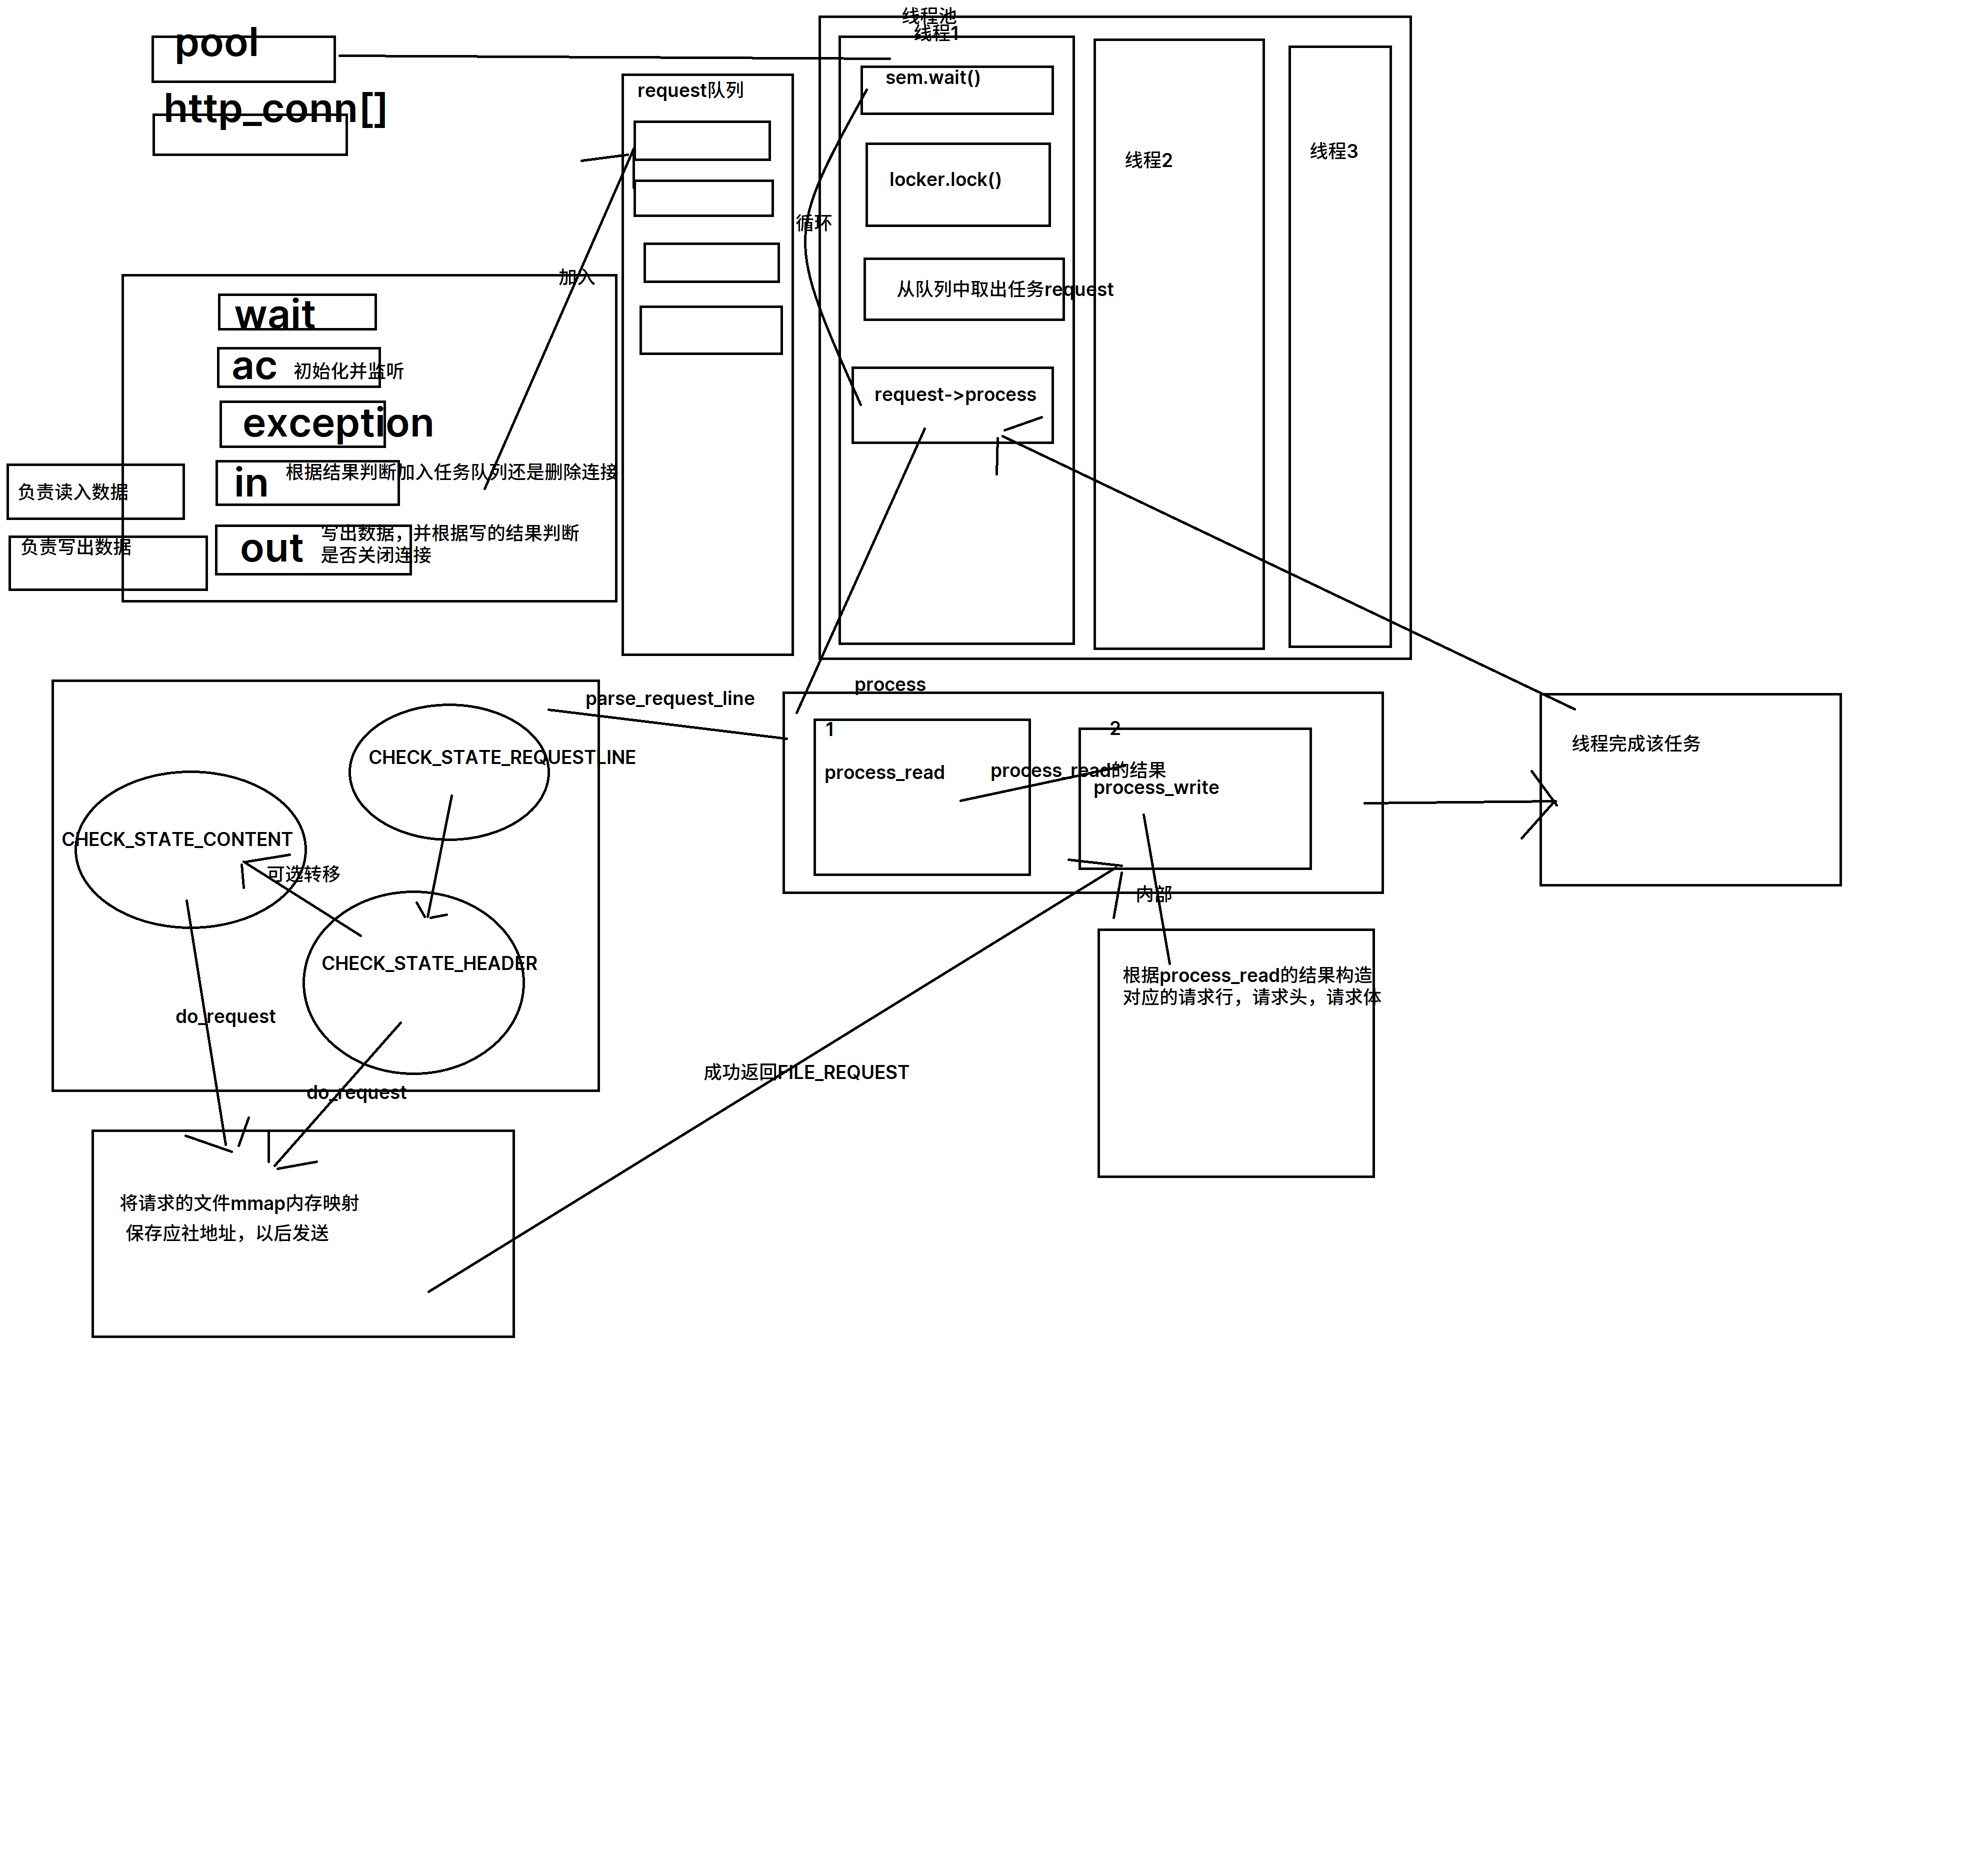 pool
http_conn[]
线程池
线程1
request队列
sem.wait()
locker.lock()
从队列中取出任务request
request->process
循环
线程2
线程3
加入
wait
ac
初始化并监听
exception
in
根据结果判断加入任务队列还是删除连接
out
写出数据，并根据写的结果判断
是否关闭连接
负责读入数据
负责写出数据
parse_request_line
process
1
process_read
2
process_read的结果
process_write
线程完成该任务
CHECK_STATE_REQUESTLINE
CHECK_STATE_CONTENT
可选转移
CHECK_STATE_HEADER
do_request
do_request
内部
根据process_read的结果构造
对应的请求行，请求头，请求体
成功返回FILE_REQUEST
将请求的文件mmap内存映射
保存应社地址，以后发送